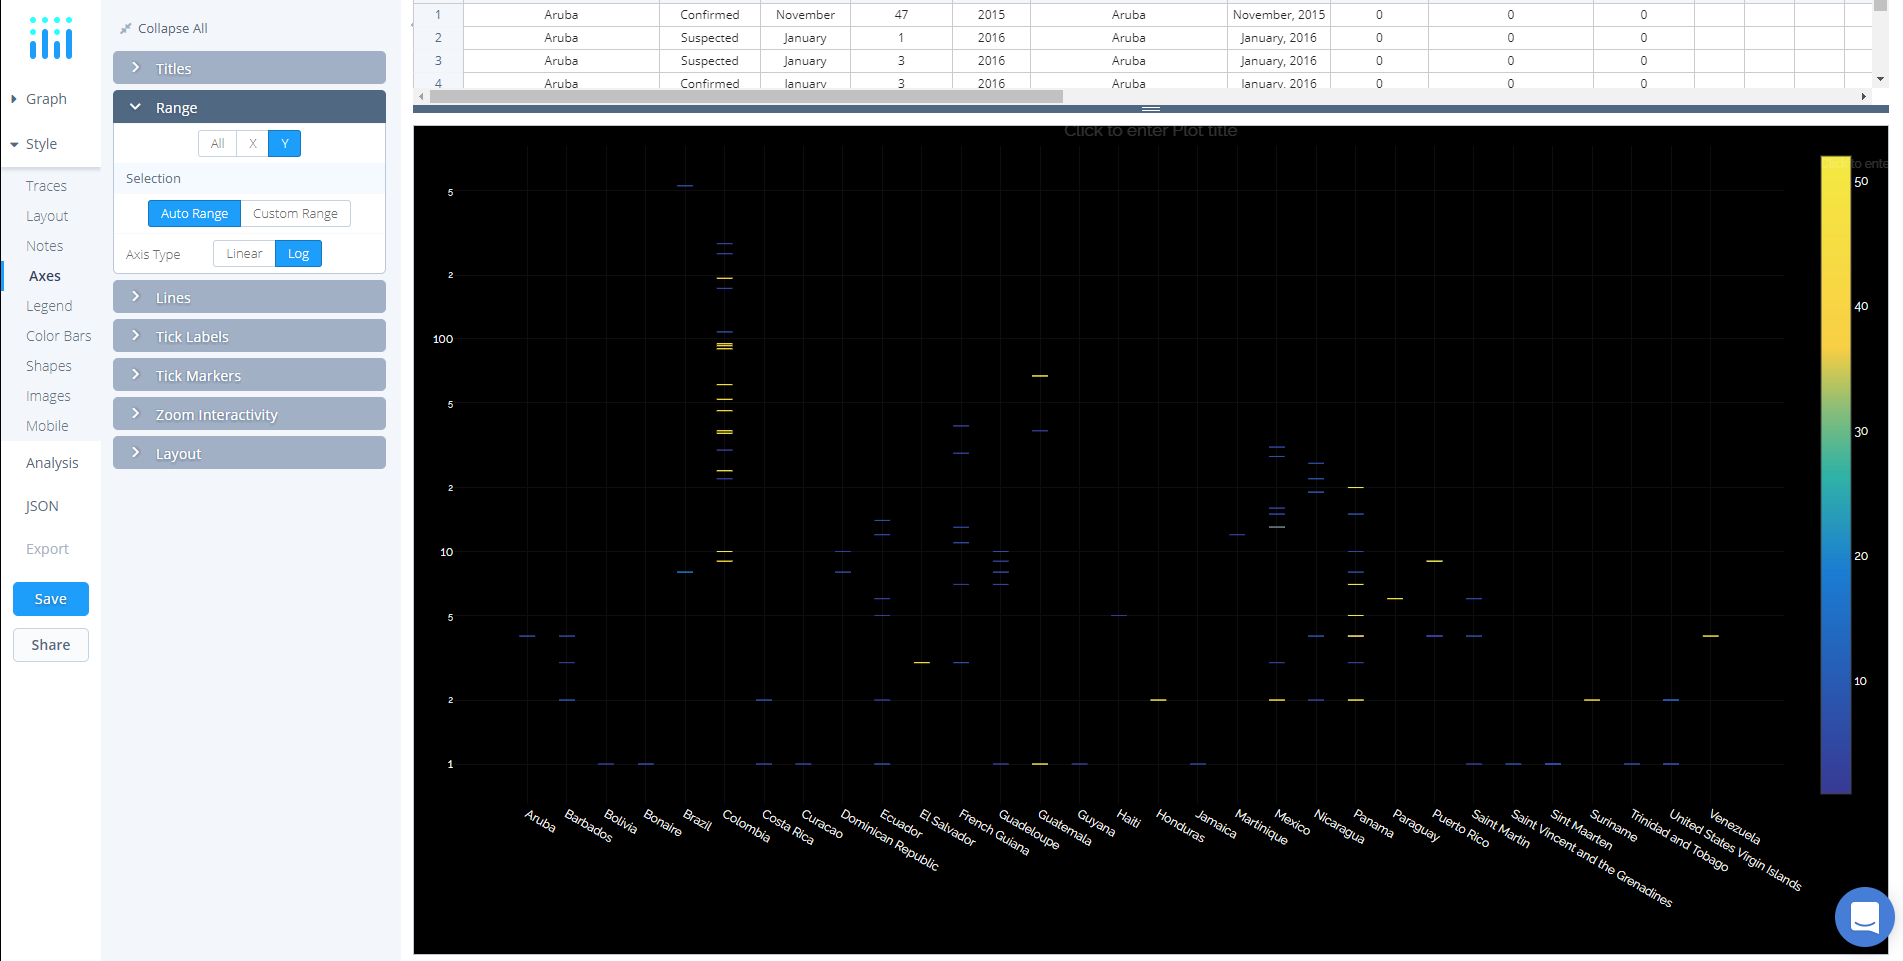 Collapse All
Titles
Range
All X Y
Selection
Auto Range Custom Range
Axis Type Linear Log
Lines
Tick Labels
Tick Markers
Zoom Interactivity
Layout
Graph
Style
Traces
Layout
Notes
Axes
Legend
Color Bars
Shapes
Images
Mobile
Analysis
JSON
Export
Save
Share
1 Aruba Confirmed November 47 2015 Aruba November, 2015 0 0 0
2 Aruba Suspected January 1 2016 Aruba January, 2016 0 0 0
3 Aruba Suspected January 3 2016 Aruba January, 2016 0 0 0
4 Aruba Confirmed January 3 2016 Aruba January, 2016 0 0 0
Click to enter Plot title
to ente
5
2
100
5
2
10
5
2
1
50
40
30
20
10
Aruba
Barbados
Bolivia
Bonaire
Brazil
Colombia
Costa Rica
Curacao
Dominican Republic
Ecuador
El Salvador
French Guiana
Guadeloupe
Guatemala
Guyana
Haiti
Honduras
Jamaica
Martinique
Mexico
Nicaragua
Panama
Paraguay
Puerto Rico
Saint Martin
Saint Vincent and the Grenadines
Sint Maarten
Suriname
Trinidad and Tobago
United States Virgin Islands
Venezuela